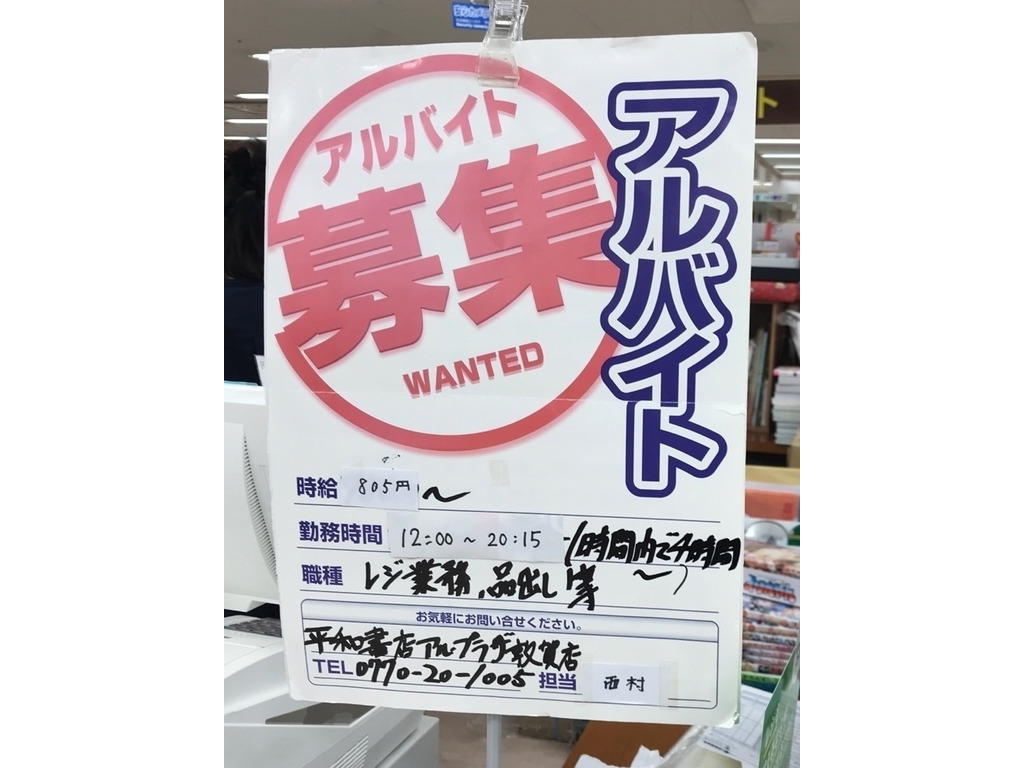 アルバイト
募集
WANTED
アルバイト
時給 805円～
勤務時間 12:00～20:15 (時間内で4時間～)
職種 レジ業務、品出し等
お気軽にお問い合せください。
平和書店アル・プラザ敦賀店
TEL 0770-20-1005 担当 西村
ト